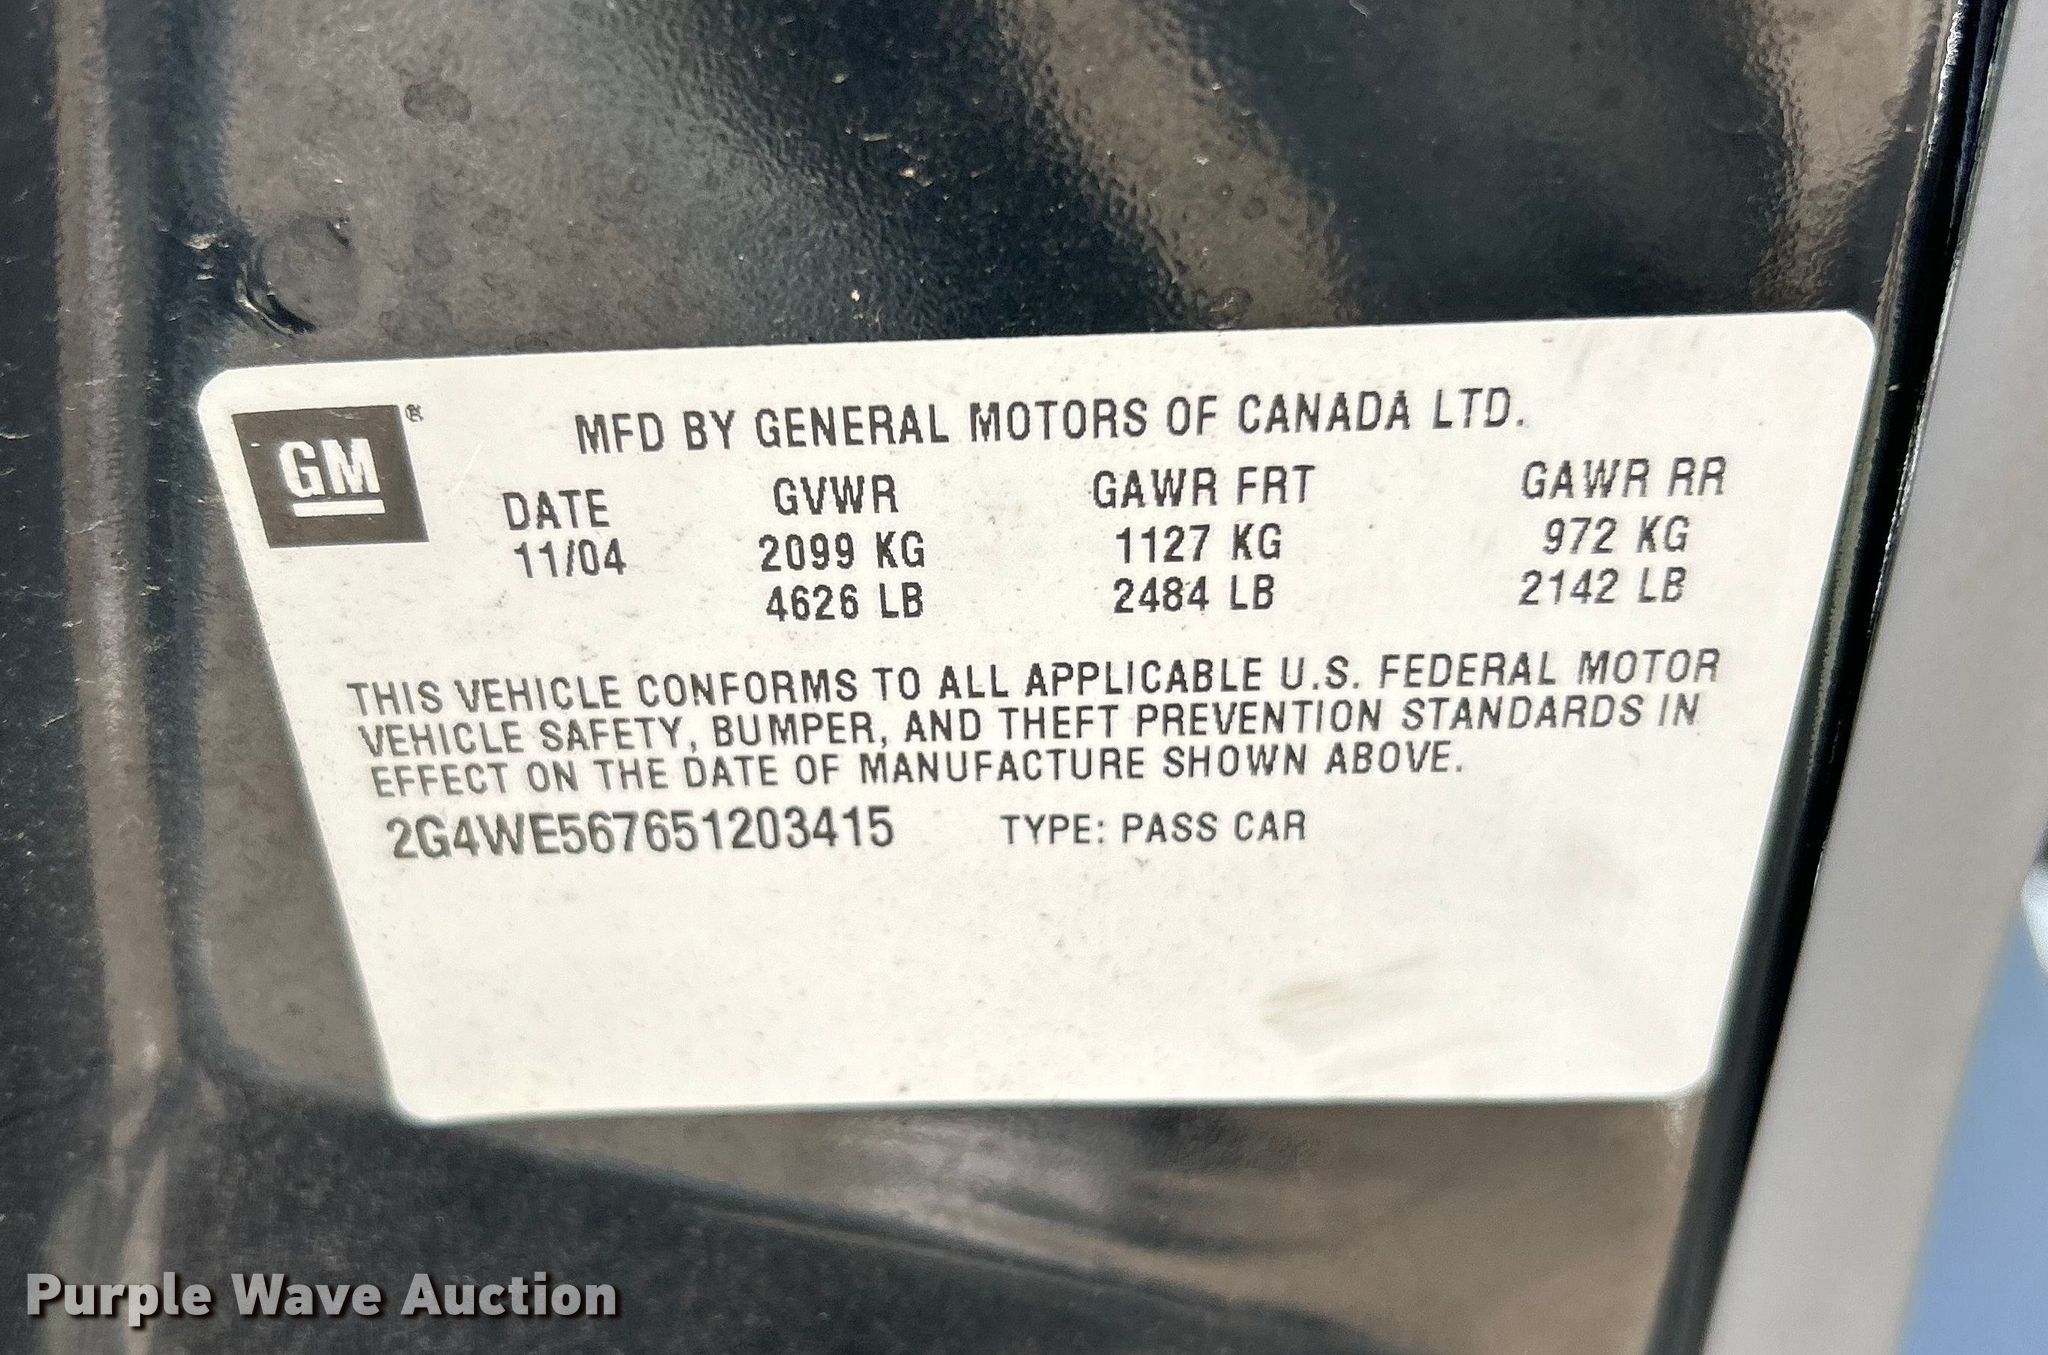 GM®
MFD BY GENERAL MOTORS OF CANADA LTD.
DATE GVWR GAWR FRT GAWR RR
11/04 2099 KG 1127 KG 972 KG
4626 LB 2484 LB 2142 LB
THIS VEHICLE CONFORMS TO ALL APPLICABLE U.S. FEDERAL MOTOR
VEHICLE SAFETY, BUMPER, AND THEFT PREVENTION STANDARDS IN
EFFECT ON THE DATE OF MANUFACTURE SHOWN ABOVE.
2G4WE567651203415 TYPE: PASS CAR
Purple Wave Auction